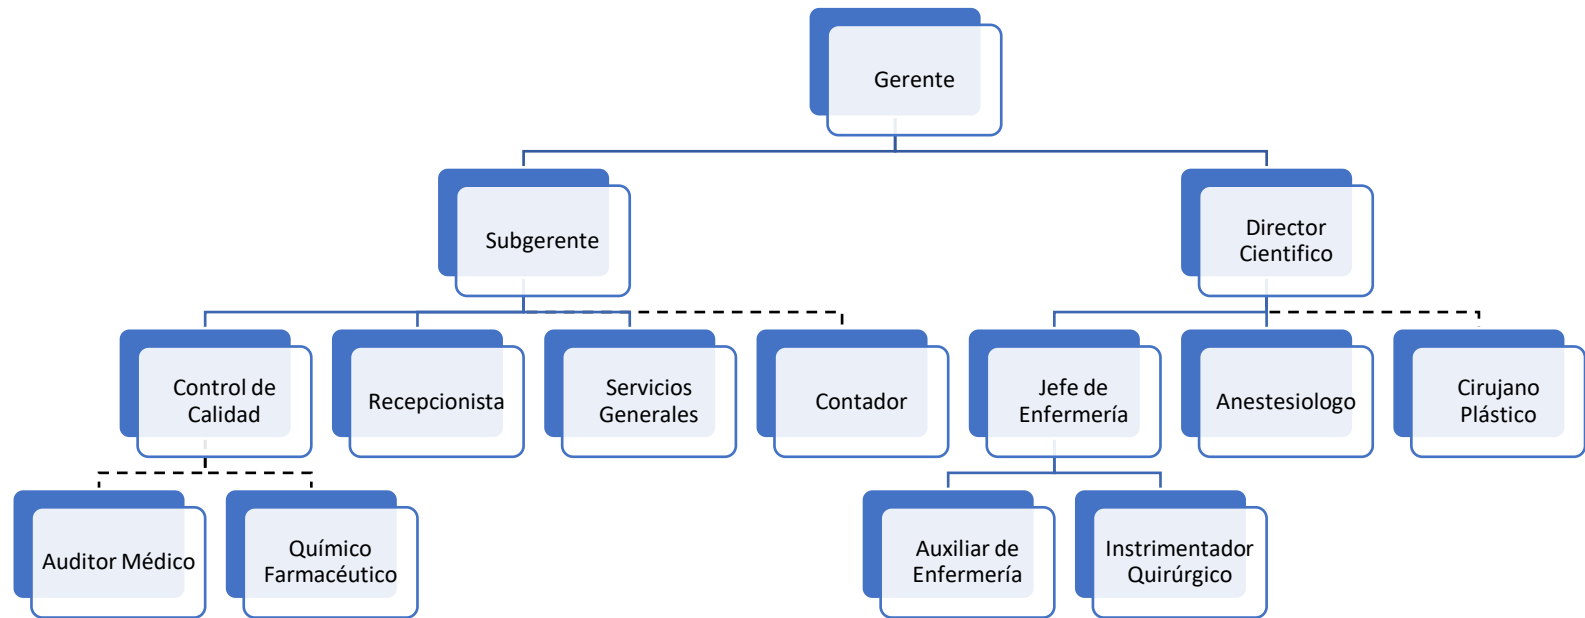 Gerente
Subgerente
Director
Cientifico
Control de
Calidad
Recepcionista
Servicios
Generales
Contador
Jefe de
Enfermería
Anestesiologo
Cirujano
Plástico
Auditor Médico
Químico
Farmacéutico
Auxiliar de
Enfermería
Instrimentador
Quirúrgico